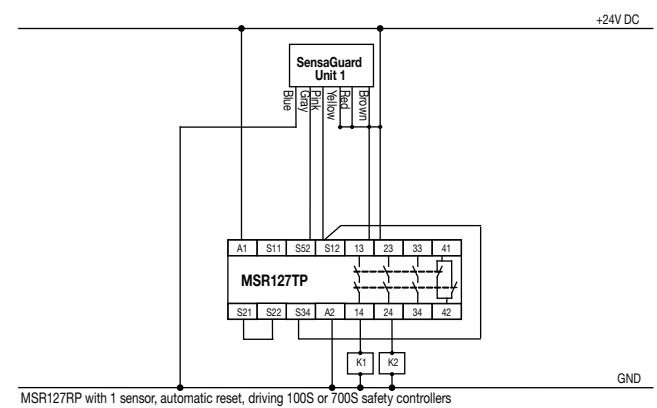 +24V DC
SensaGuard
Unit 1
Blue
Gray
Pink
Yellow
Red
Brown
A1 S11 S52 S12 13 23 33 41
MSR127TP
S21 S22 S34 A2 14 24 34 42
K1 K2
GND
MSR127RP with 1 sensor, automatic reset, driving 100S or 700S safety controllers